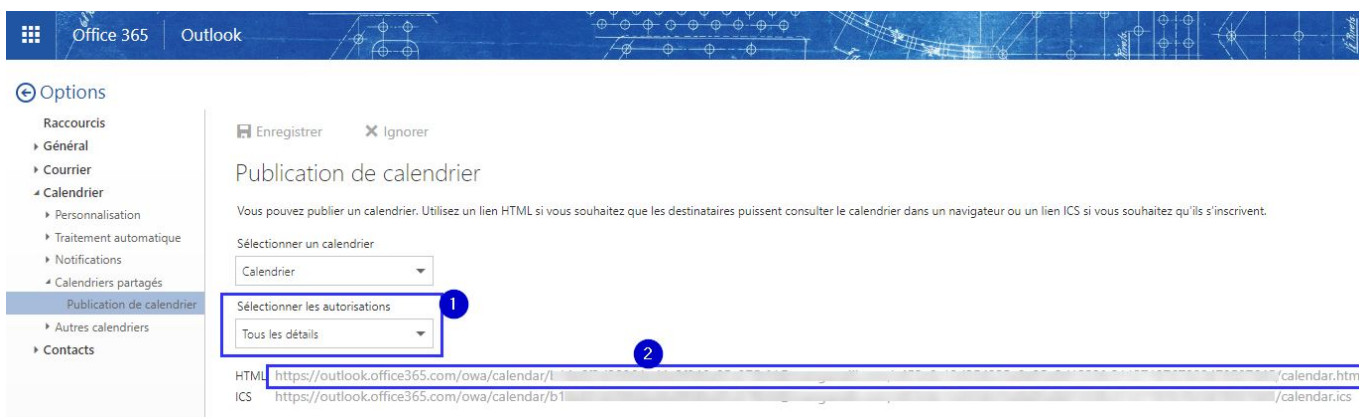 Office 365 Outlook
Options
Raccourcis
Général
Courrier
Calendrier
Personnalisation
Traitement automatique
Notifications
Calendriers partagés
Publication de calendrier
Autres calendriers
Contacts
Enregistrer Ignorer
Publication de calendrier
Vous pouvez publier un calendrier. Utilisez un lien HTML si vous souhaitez que les destinataires puissent consulter le calendrier dans un navigateur ou un lien ICS si vous souhaitez qu'ils s'inscrivent.
Sélectionner un calendrier
Calendrier
Sélectionner les autorisations
1
Tous les détails
2
HTML https://outlook.office365.com/owa/calendar/ /calendar.htm
ICS https://outlook.office365.com/owa/calendar/b1 /calendar.ics